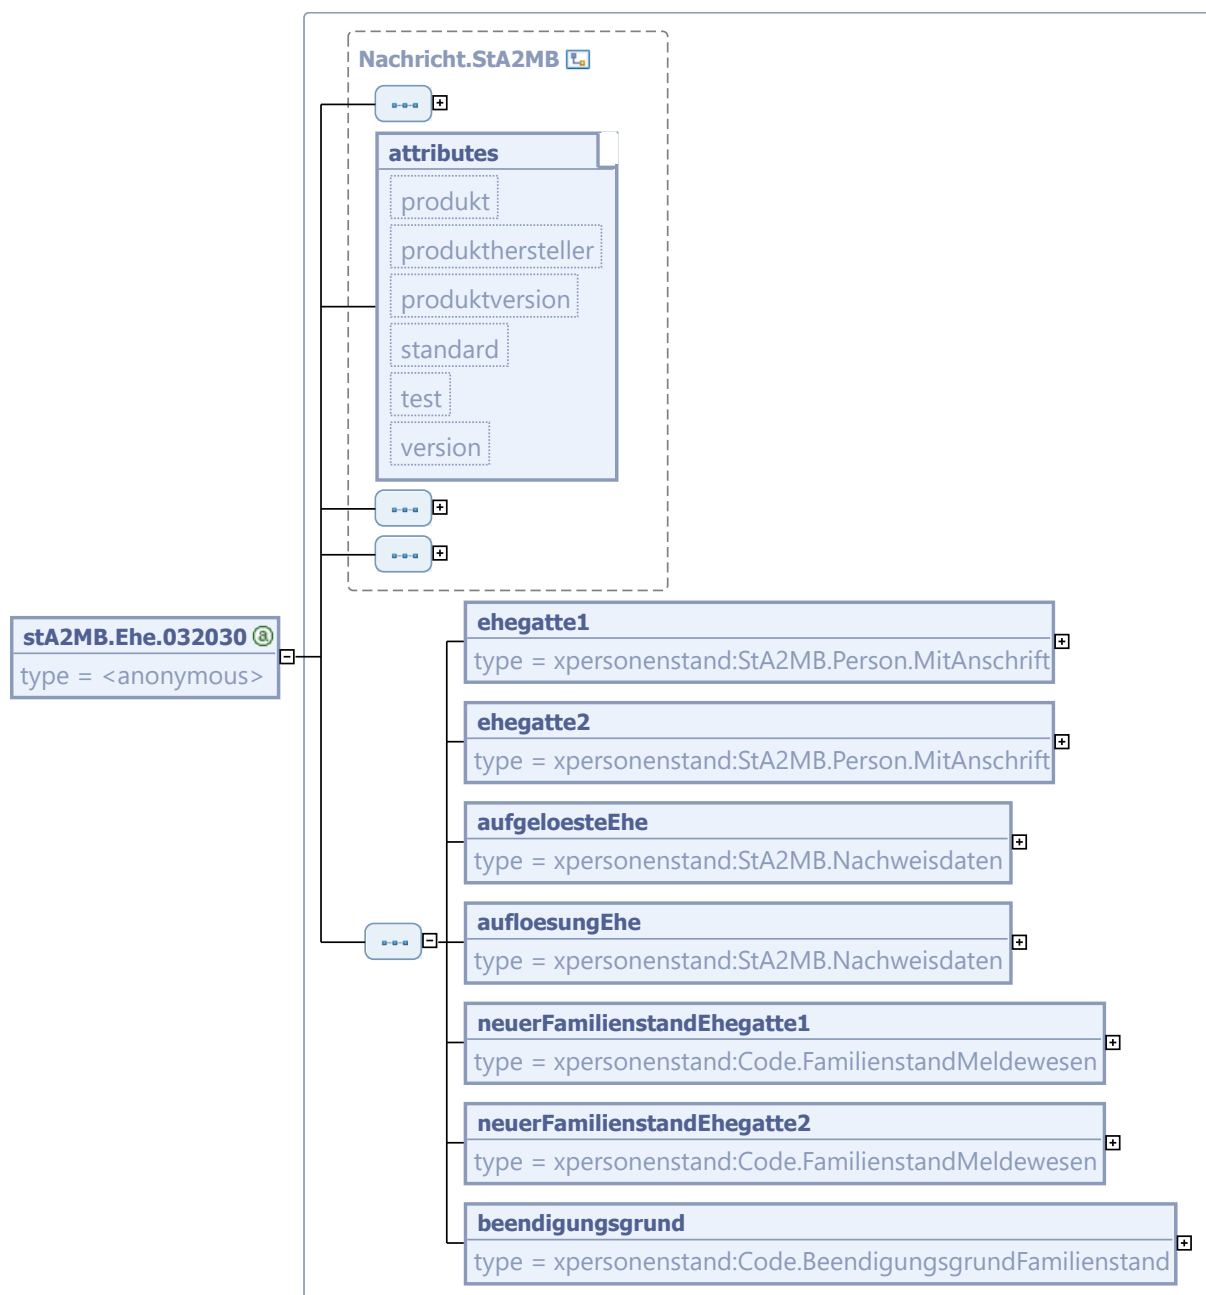 Nachricht.StA2MB
attributes
produkt
produkthersteller
produktversion
standard
test
version
stA2MB.Ehe.032030
type = <anonymous>
ehegatte1
type = xpersonenstand:StA2MB.Person.MitAnschrift
ehegatte2
type = xpersonenstand:StA2MB.Person.MitAnschrift
aufgeloesteEhe
type = xpersonenstand:StA2MB.Nachweisdaten
aufloesungEhe
type = xpersonenstand:StA2MB.Nachweisdaten
neuerFamilienstandEhegatte1
type = xpersonenstand:Code.FamilienstandMeldewesen
neuerFamilienstandEhegatte2
type = xpersonenstand:Code.FamilienstandMeldewesen
beendigungsgrund
type = xpersonenstand:Code.BeendigungsgrundFamilienstand